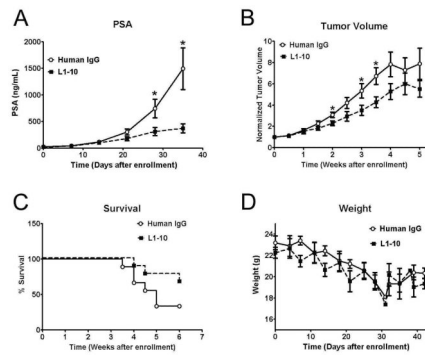 A
PSA
Human IgG
L1-10
PSA
(ng/mL)
2000
1500
1000
500
0
*
*
0
10
20
30
40
Time (Days after enrollment)
B
Tumor Volume
Human IgG
L1-10
Normalized Tumor Volume
10
8
6
4
2
0
*
*
*
0
1
2
3
4
5
Time (Weeks after enrollment)
C
Survival
Human IgG
L1-10
% Survival
150
100
50
0
0
1
2
3
4
5
6
7
Time (Weeks after enrollment)
D
Weight
Human IgG
L1-10
Weight (g)
24
22
20
18
16
0
10
20
30
40
Time (Days after enrollment)